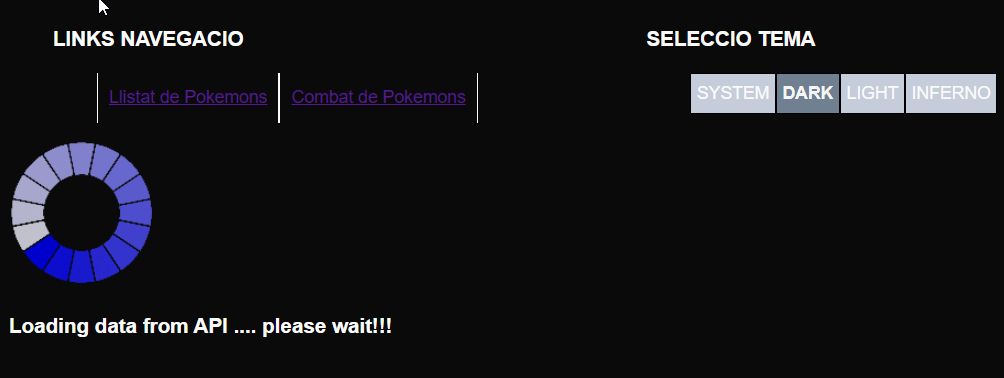 LINKS NAVEGACIO
SELECCIO TEMA
Llistat de Pokemons
Combat de Pokemons
SYSTEM
DARK
LIGHT
INFERNO
Loading data from API .... please wait!!!